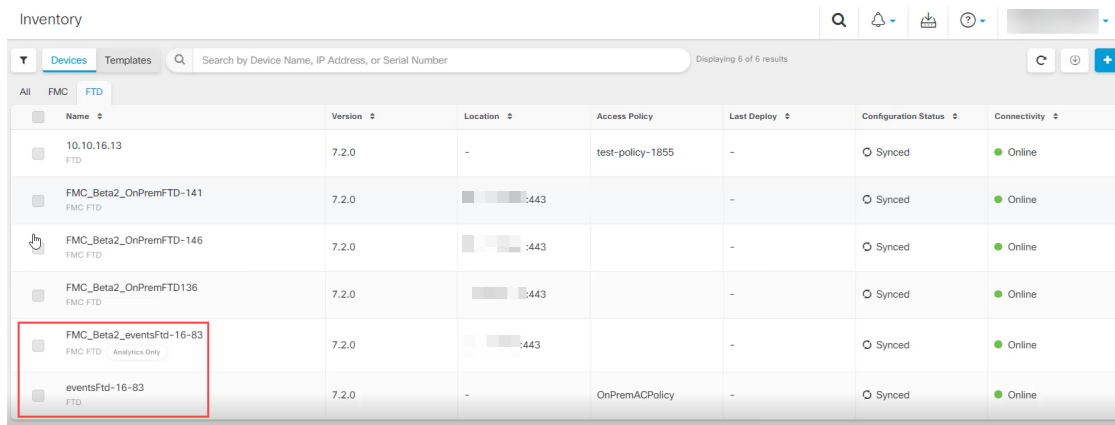 Inventory
Devices Templates Search by Device Name, IP Address, or Serial Number Displaying 6 of 6 results
All FMC FTD
Name Version Location Access Policy Last Deploy Configuration Status Connectivity
10.10.16.13 7.2.0 - test-policy-1855 - Synced Online
FTD
FMC_Beta2_OnPremFTD-141 7.2.0 :443 - Synced Online
FMC FTD
FMC_Beta2_OnPremFTD-146 7.2.0 :443 - Synced Online
FMC FTD
FMC_Beta2_OnPremFTD136 7.2.0 :443 - Synced Online
FMC FTD
FMC_Beta2_eventsFtd-16-83 7.2.0 :443 - Synced Online
FMC FTD Analytics Only
eventsFtd-16-83 7.2.0 - OnPremACPolicy - Synced Online
FTD